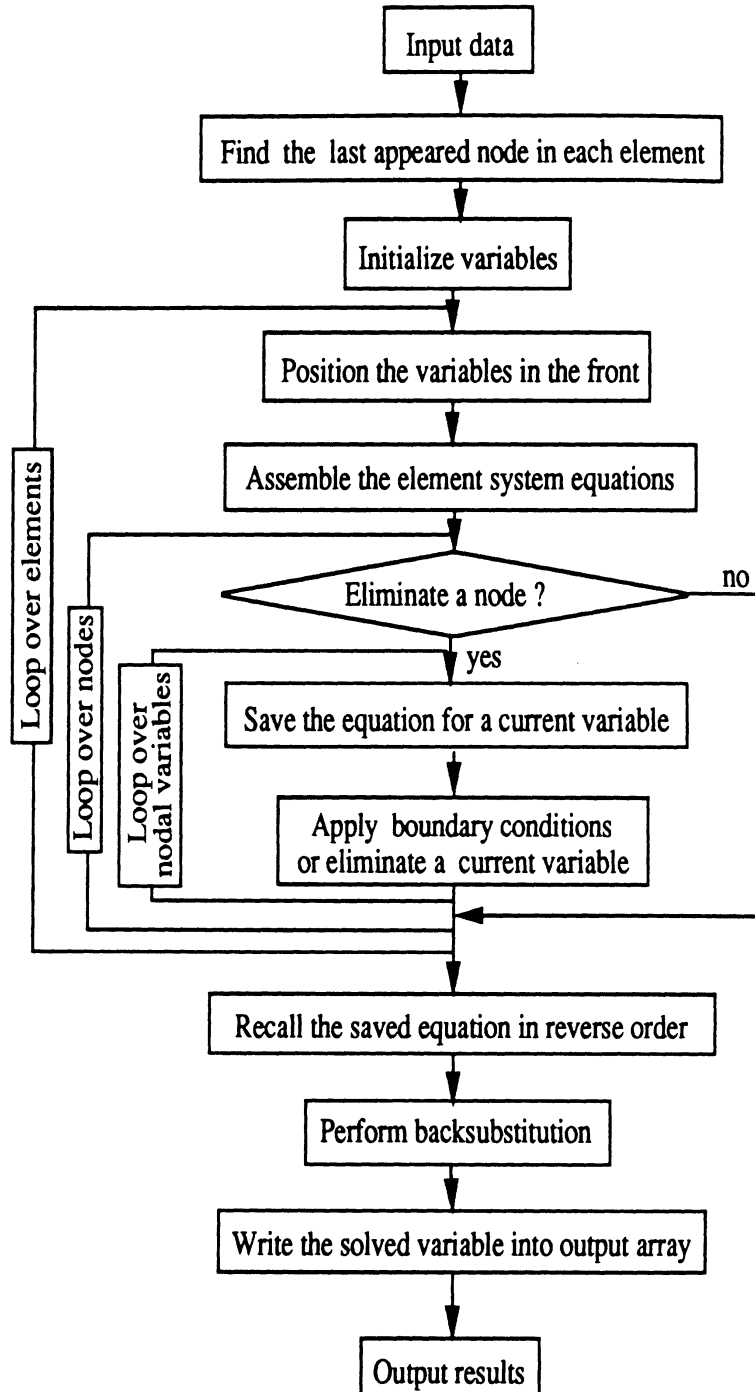 Input data
Find the last appeared node in each element
Initialize variables
Position the variables in the front
Assemble the element system equations
Loop over elements
Loop over nodes
Loop over
nodal variables
Eliminate a node ?
no
yes
Save the equation for a current variable
Apply boundary conditions
or eliminate a current variable
Recall the saved equation in reverse order
Perform backsubstitution
Write the solved variable into output array
Output results